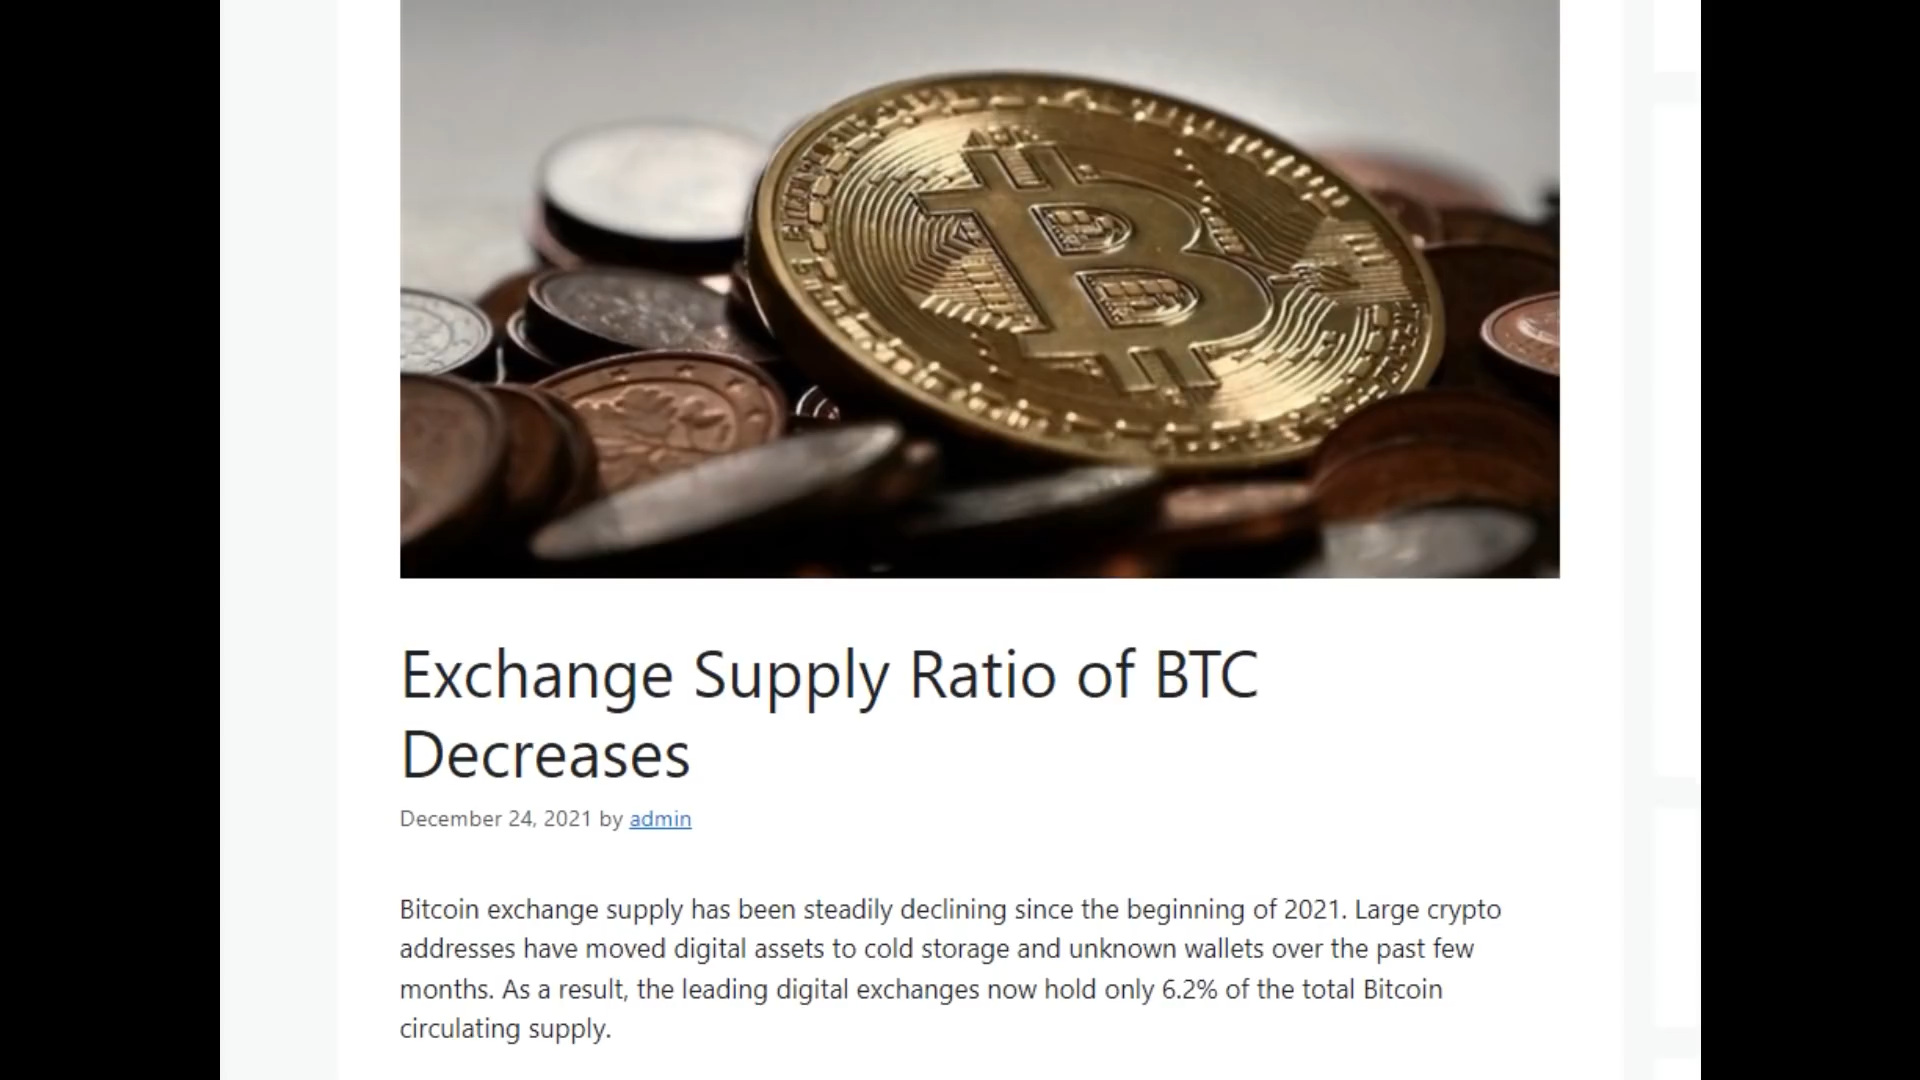 Exchange Supply Ratio of BTC
Decreases
December 24, 2021 by admin
Bitcoin exchange supply has been steadily declining since the beginning of 2021. Large crypto
addresses have moved digital assets to cold storage and unknown wallets over the past few
months. As a result, the leading digital exchanges now hold only 6.2% of the total Bitcoin
circulating supply.